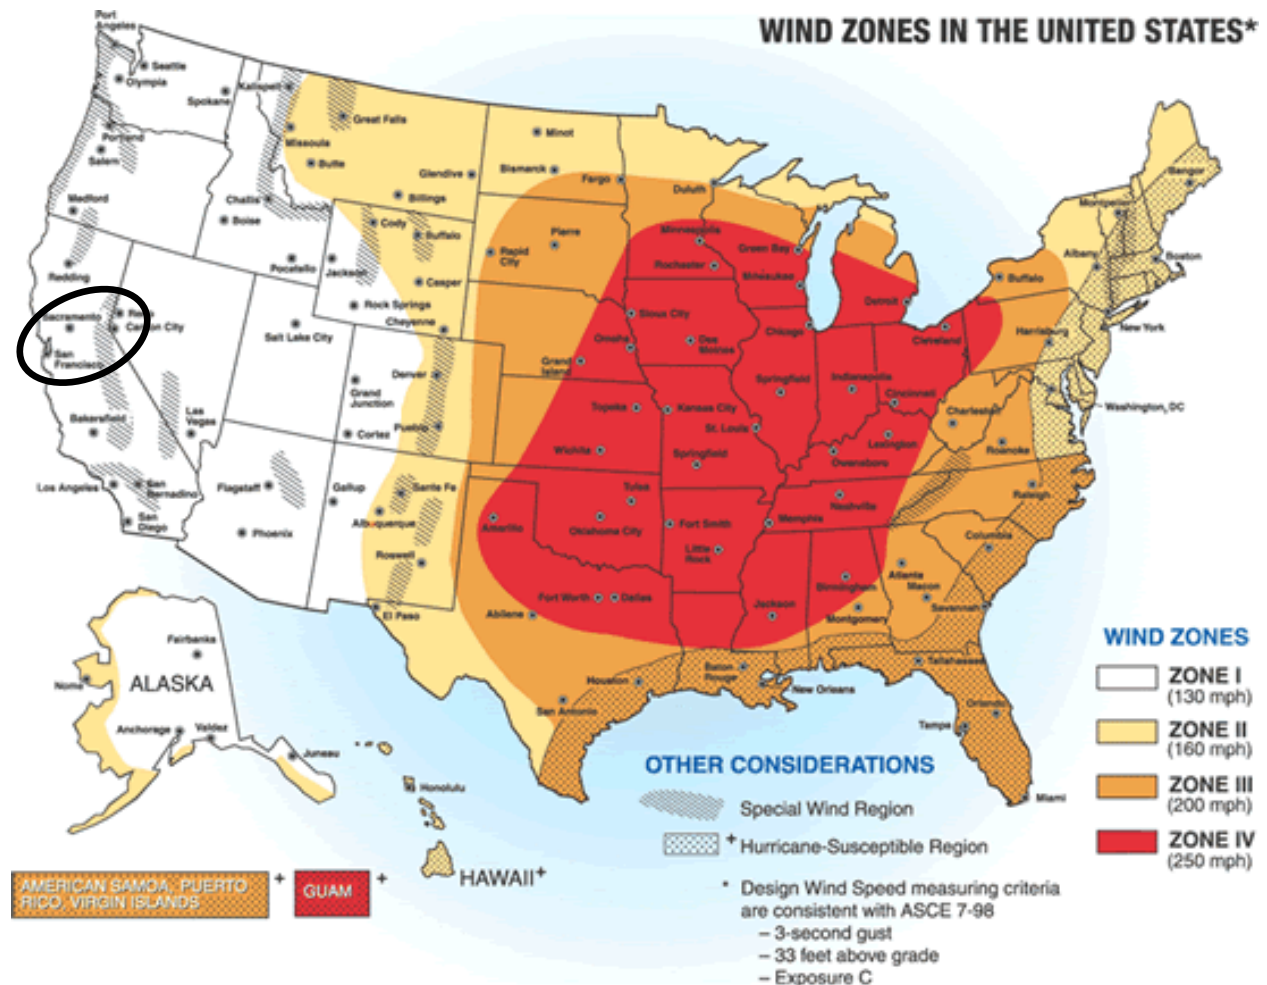 WIND ZONES IN THE UNITED STATES*
Port
Angeles
Seattle
Olympia
Spokane
Kalispell
Great Falls
Missoula
Butte
Glendive
Billings
Minot
Bismarck
Fargo
Duluth
Portland
Salem
Medford
Challis
Boise
Cody
Buffalo
Pierre
Rapid
City
Minneapolis
Green Bay
Rochester
Milwaukee
Bangor
Montpelier
Albany
Boston
Buffalo
Redding
Pocatello
Jackson
Casper
Rock Springs
Cheyenne
Sioux City
Detroit
Sacramento
Carson City
San
Francisco
Salt Lake City
Omaha
Des
Moines
Chicago
Cleveland
Harrisburg
New York
Grand
Island
Denver
Grand
Junction
Springfield
Indianapolis
Cincinnati
Charleston
Washington, DC
Topeka
Kansas City
St. Louis
Bakersfield
Las
Vegas
Cortez
Pueblo
Wichita
Springfield
Lexington
Owensboro
Roanoke
Los Angeles
San
Bernadino
San
Diego
Flagstaff
Gallup
Sante Fe
Tulsa
Nashville
Raleigh
Albuquerque
Amarillo
Oklahoma City
Fort Smith
Memphis
Phoenix
Roswell
Little
Rock
Columbia
Atlanta
Macon
Birmingham
El Paso
Abilene
Fort Worth
Dallas
Jackson
Montgomery
Savannah
Fairbanks
ALASKA
Nome
Anchorage
Valdez
Juneau
Houston
San Antonio
Baton
Rouge
New Orleans
Tallahassee
Orlando
Tampa
Miami
Honolulu
HAWAII+
WIND ZONES
ZONE I
(130 mph)
ZONE II
(160 mph)
ZONE III
(200 mph)
ZONE IV
(250 mph)
OTHER CONSIDERATIONS
Special Wind Region
+ Hurricane-Susceptible Region
AMERICAN SAMOA, PUERTO
RICO, VIRGIN ISLANDS
+
GUAM
+
* Design Wind Speed measuring criteria
are consistent with ASCE 7-98
– 3-second gust
– 33 feet above grade
– Exposure C